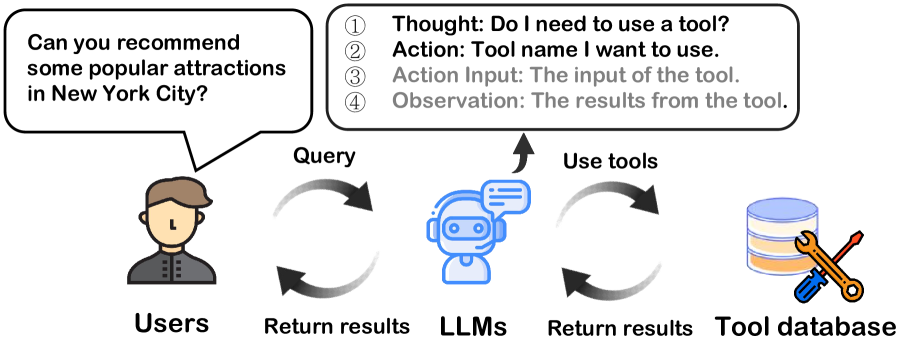 Can you recommend
some popular attractions
in New York City?
① Thought: Do I need to use a tool?
② Action: Tool name I want to use.
③ Action Input: The input of the tool.
④ Observation: The results from the tool.
Query
Use tools
Return results
Return results
Users
LLMs
Tool database